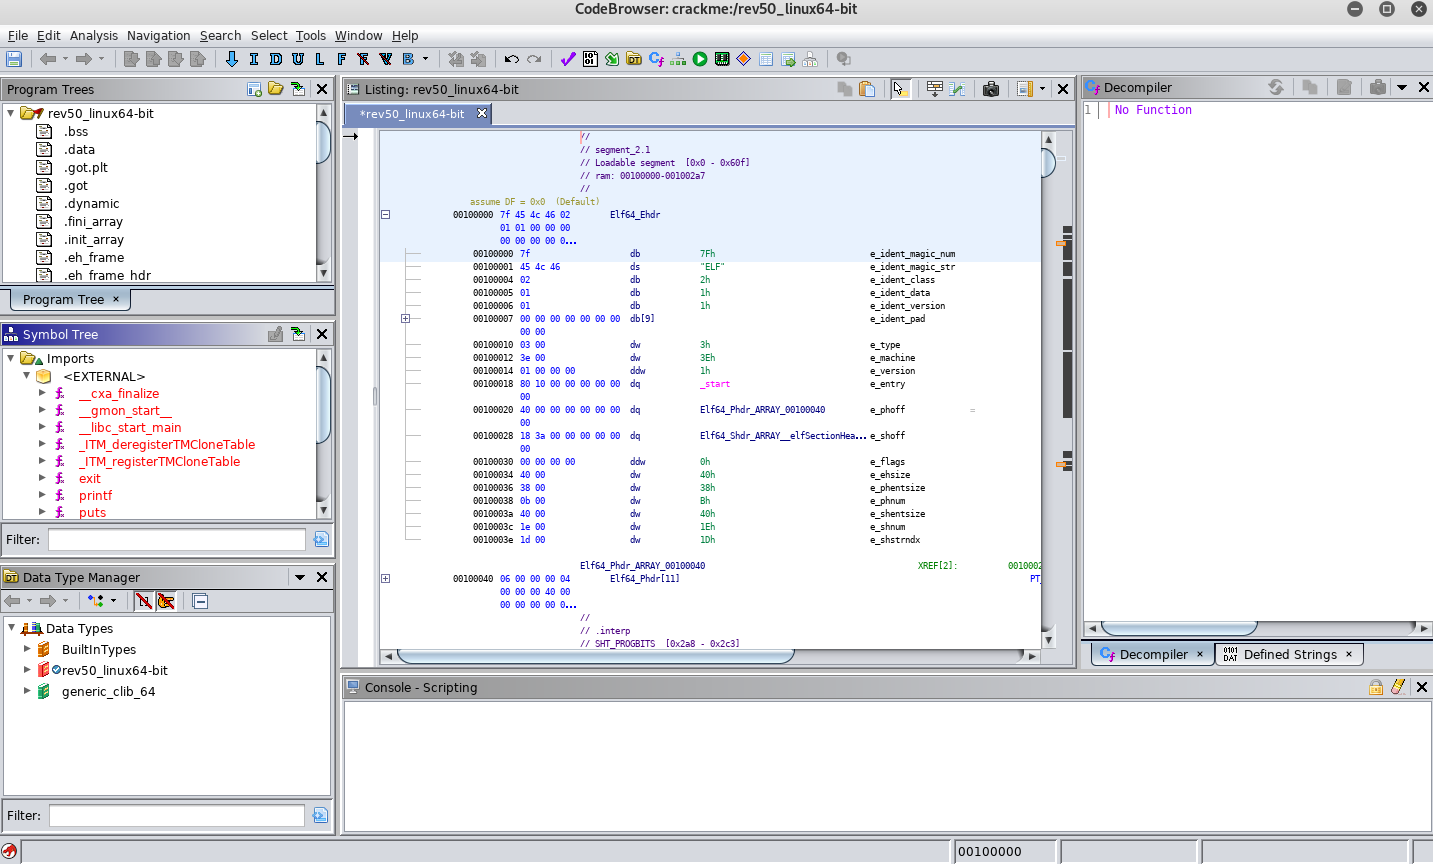 CodeBrowser: crackme:/rev50_linux64-bit
File Edit Analysis Navigation Search Select Tools Window Help
I D U L F F V B
Program Trees
rev50_linux64-bit
.bss
.data
.got.plt
.got
.dynamic
.fini_array
.init_array
.eh_frame
.eh_frame_hdr
Program Tree ×
Symbol Tree
Imports
<EXTERNAL>
__cxa_finalize
__gmon_start__
__libc_start_main
_ITM_deregisterTMCloneTable
_ITM_registerTMCloneTable
exit
printf
puts
Filter:
Data Type Manager
Data Types
BuiltInTypes
rev50_linux64-bit
generic_clib_64
Filter:
Listing: rev50_linux64-bit
*rev50_linux64-bit
//
// segment_2.1
// Loadable segment [0x0 - 0x60f]
// ram: 00100000-001002a7
//
assume DF = 0x0 (Default)
00100000 7f 45 4c 46 02 Elf64_Ehdr
01 01 00 00 00
00 00 00 00 0...
00100000 7f db 7Fh e_ident_magic_num
00100001 45 4c 46 ds "ELF" e_ident_magic_str
00100004 02 db 2h e_ident_class
00100005 01 db 1h e_ident_data
00100006 01 db 1h e_ident_version
00100007 00 00 00 00 00 00 00 db[9] e_ident_pad
00 00
00100010 03 00 dw 3h e_type
00100012 3e 00 dw 3Eh e_machine
00100014 01 00 00 00 ddw 1h e_version
00100018 80 10 00 00 00 00 00 dq _start e_entry
00
00100020 40 00 00 00 00 00 00 dq Elf64_Phdr_ARRAY_00100040 e_phoff =
00
00100028 18 3a 00 00 00 00 00 dq Elf64_Shdr_ARRAY__elfSectionHea... e_shoff
00
00100030 00 00 00 00 ddw 0h e_flags
00100034 40 00 dw 40h e_ehsize
00100036 38 00 dw 38h e_phentsize
00100038 0b 00 dw Bh e_phnum
0010003a 40 00 dw 40h e_shentsize
0010003c 1e 00 dw 1Eh e_shnum
0010003e 1d 00 dw 1Dh e_shstrndx
Elf64_Phdr_ARRAY_00100040 XREF[2]: 0010002
00100040 06 00 00 00 04 Elf64_Phdr[11] PT_
00 00 00 40 00
00 00 00 00 0...
//
// .interp
// SHT_PROGBITS [0x2a8 - 0x2c3]
Decompiler
1 No Function
Decompiler × Defined Strings ×
Console - Scripting
00100000